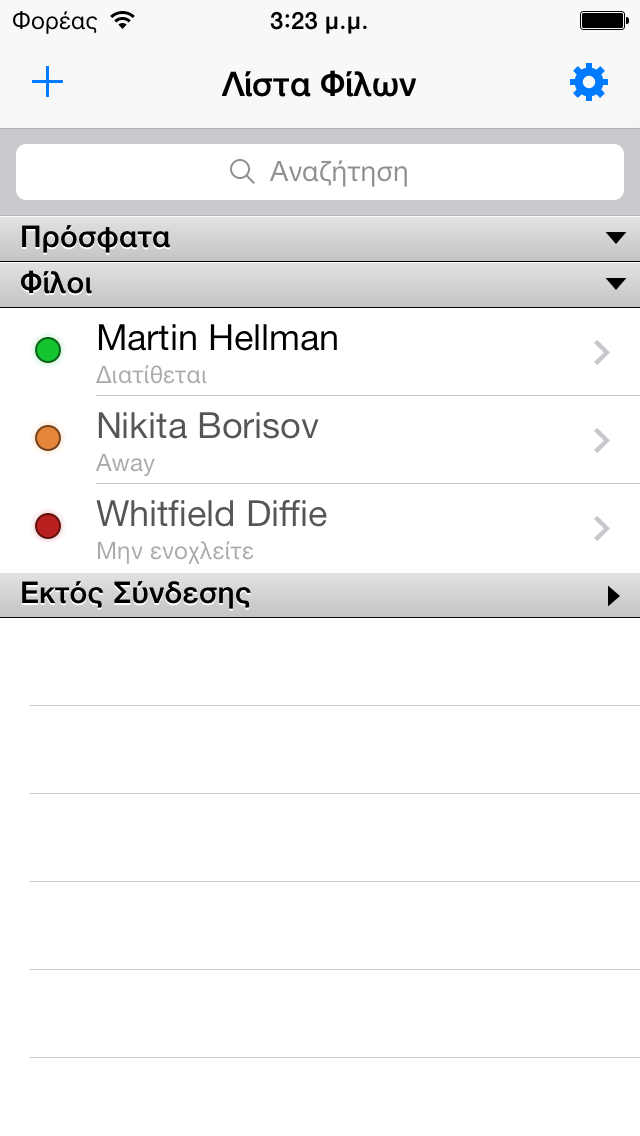 Φορέας 3:23 μ.μ.
Λίστα Φίλων
Αναζήτηση
Πρόσφατα
Φίλοι
Martin Hellman
Διατίθεται
Nikita Borisov
Away
Whitfield Diffie
Μην ενοχλείτε
Εκτός Σύνδεσης